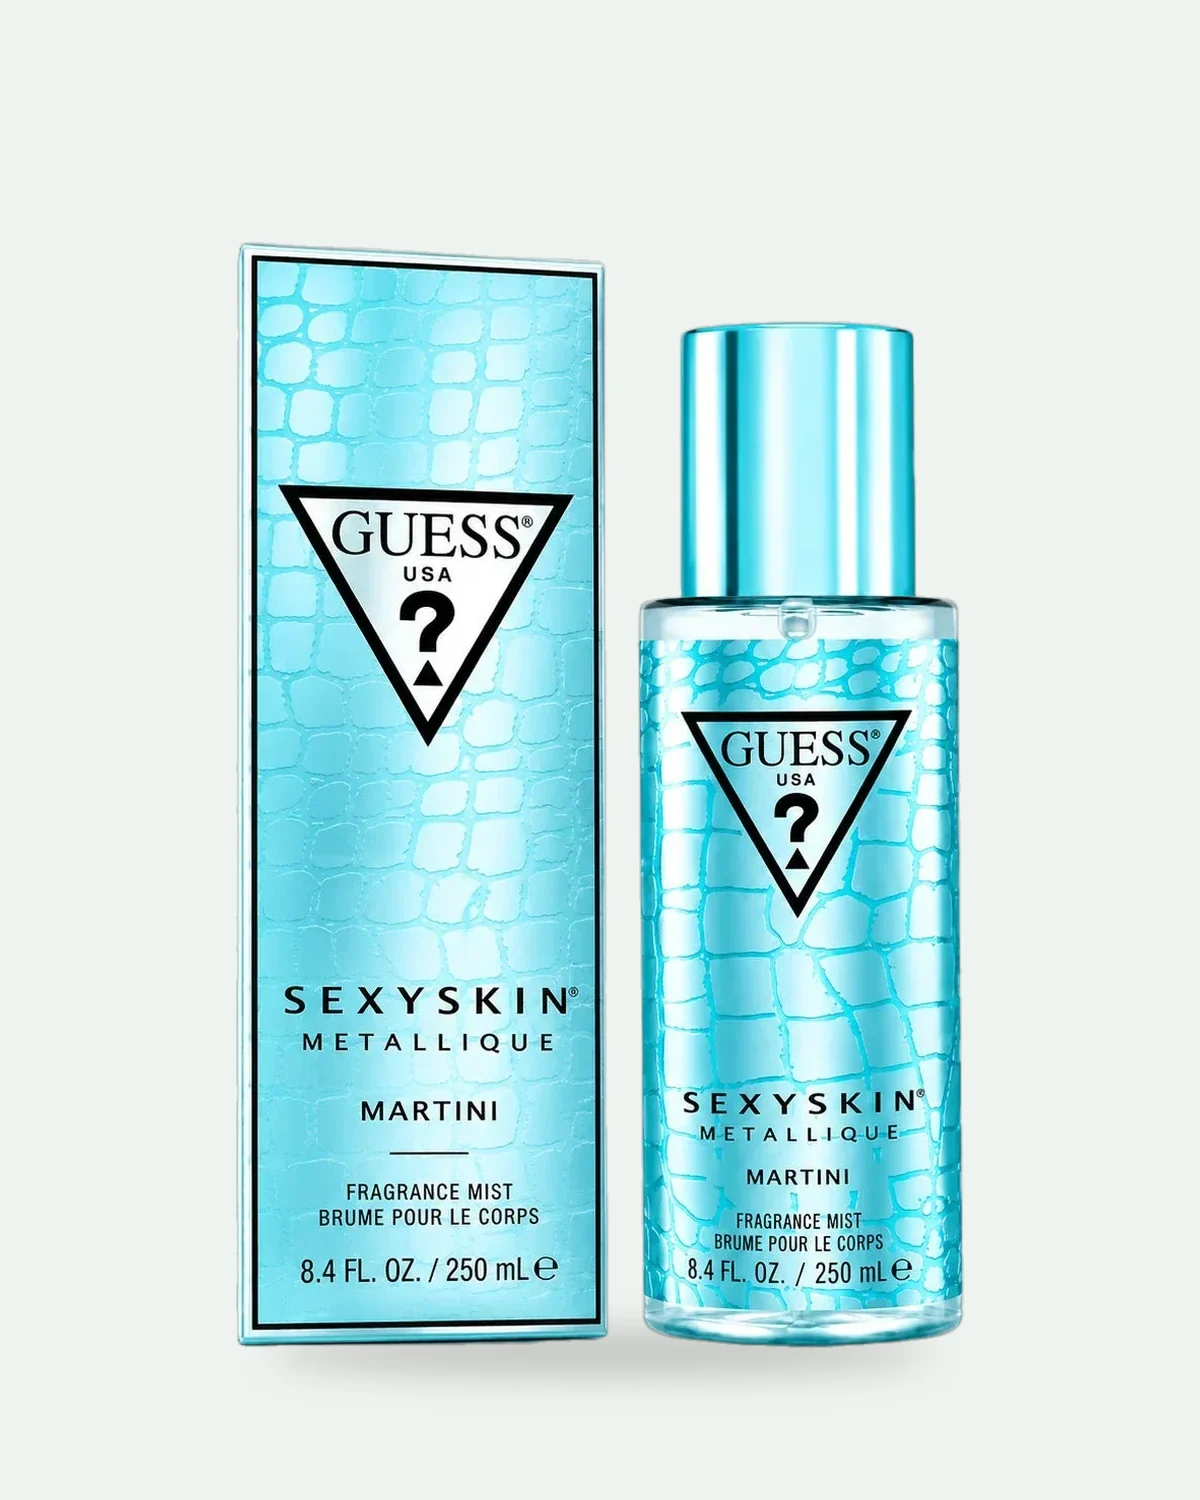 GUESS®
USA
?
SEXYSKIN®
METALLIQUE
MARTINI
FRAGRANCE MIST
BRUME POUR LE CORPS
8.4 FL. OZ. / 250 mL ℮
GUESS®
USA
?
SEXYSKIN®
METALLIQUE
MARTINI
FRAGRANCE MIST
BRUME POUR LE CORPS
8.4 FL. OZ. / 250 mL ℮